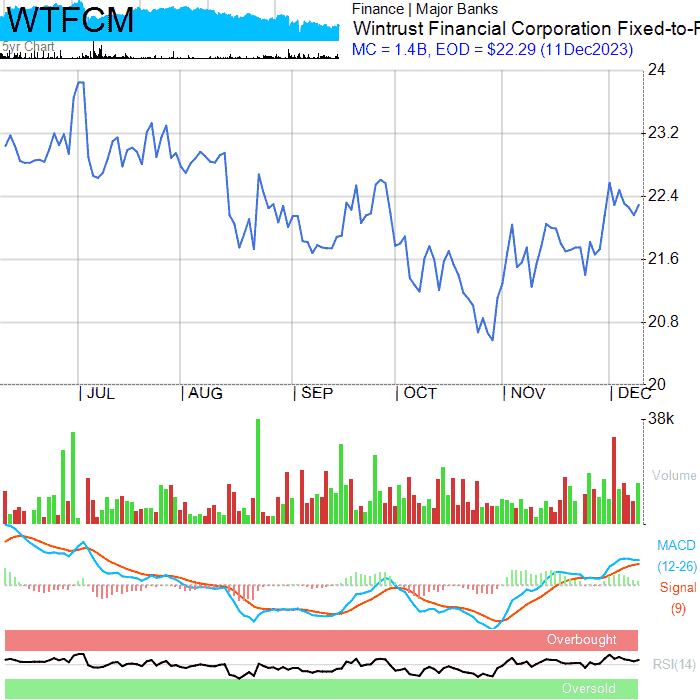 WTFCM
5yr Chart
Finance | Major Banks
Wintrust Financial Corporation Fixed-to-F
MC = 1.4B, EOD = $22.29 (11Dec2023)
24
23.2
22.4
21.6
20.8
20
| JUL | AUG | SEP | OCT | NOV | DEC
38k
Volume
MACD
(12-26)
Signal
(9)
Overbought
RSI(14)
Oversold